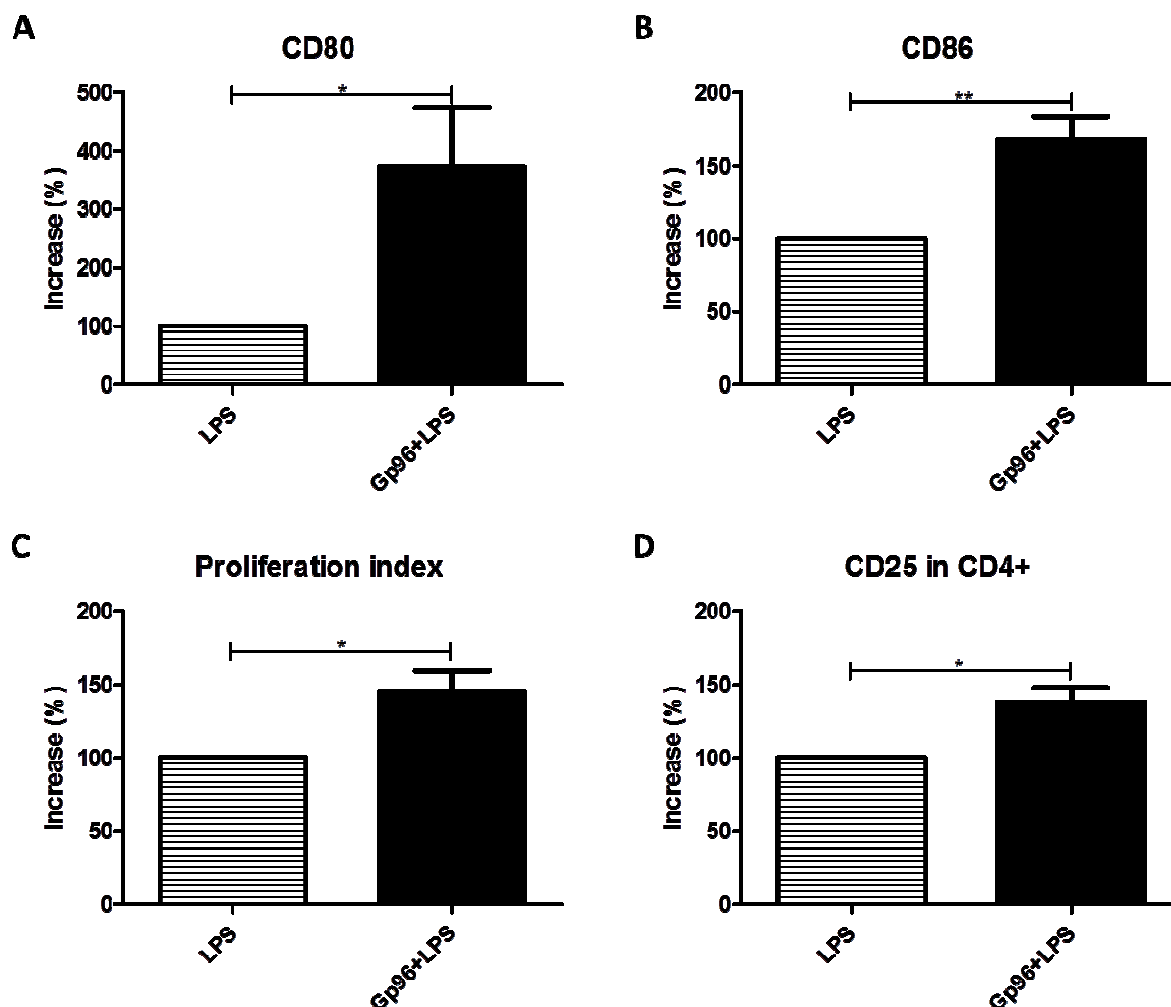 A
CD80
Increase (%)
500
400
300
200
100
0
*
LPS
Gp96+LPS
B
CD86
Increase (%)
200
150
100
50
0
**
LPS
Gp96+LPS
C
Proliferation index
Increase (%)
200
150
100
50
0
*
LPS
Gp96+LPS
D
CD25 in CD4+
Increase (%)
200
150
100
50
0
*
LPS
Gp96+LPS